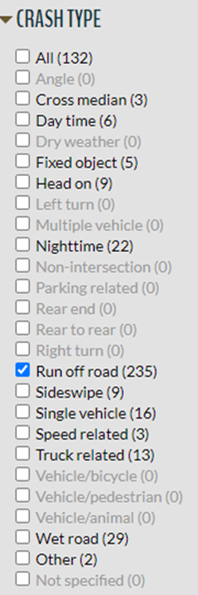 CRASH TYPE
All (132)
Angle (0)
Cross median (3)
Day time (6)
Dry weather (0)
Fixed object (5)
Head on (9)
Left turn (0)
Multiple vehicle (0)
Nighttime (22)
Non-intersection (0)
Parking related (0)
Rear end (0)
Rear to rear (0)
Right turn (0)
Run off road (235)
Sideswipe (9)
Single vehicle (16)
Speed related (3)
Truck related (13)
Vehicle/bicycle (0)
Vehicle/pedestrian (0)
Vehicle/animal (0)
Wet road (29)
Other (2)
Not specified (0)